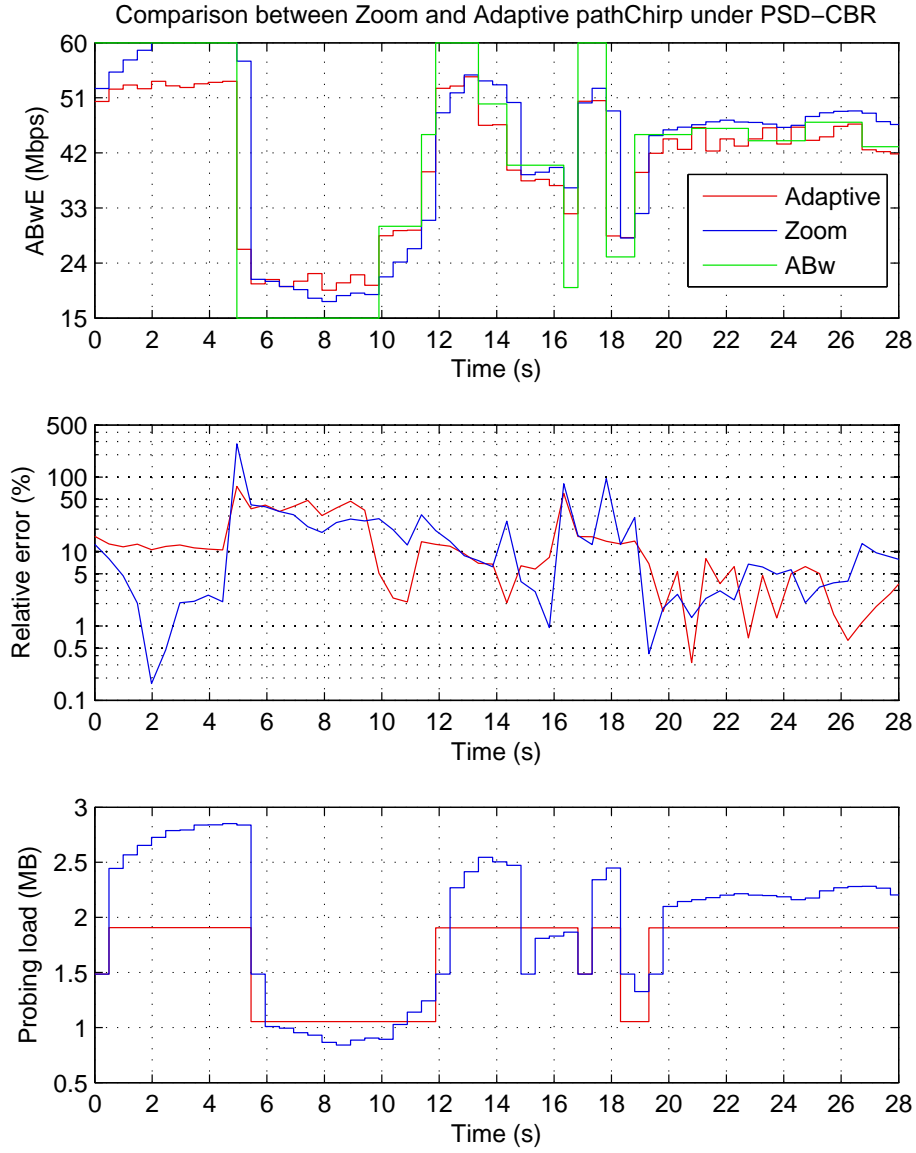 Comparison between Zoom and Adaptive pathChirp under PSD−CBR
ABwE (Mbps)
60
51
42
33
24
15
Adaptive
Zoom
ABw
0 2 4 6 8 10 12 14 16 18 20 22 24 26 28
Time (s)
Relative error (%)
500
100
50
10
5
1
0.5
0.1
0 2 4 6 8 10 12 14 16 18 20 22 24 26 28
Time (s)
Probing load (MB)
3
2.5
2
1.5
1
0.5
0 2 4 6 8 10 12 14 16 18 20 22 24 26 28
Time (s)